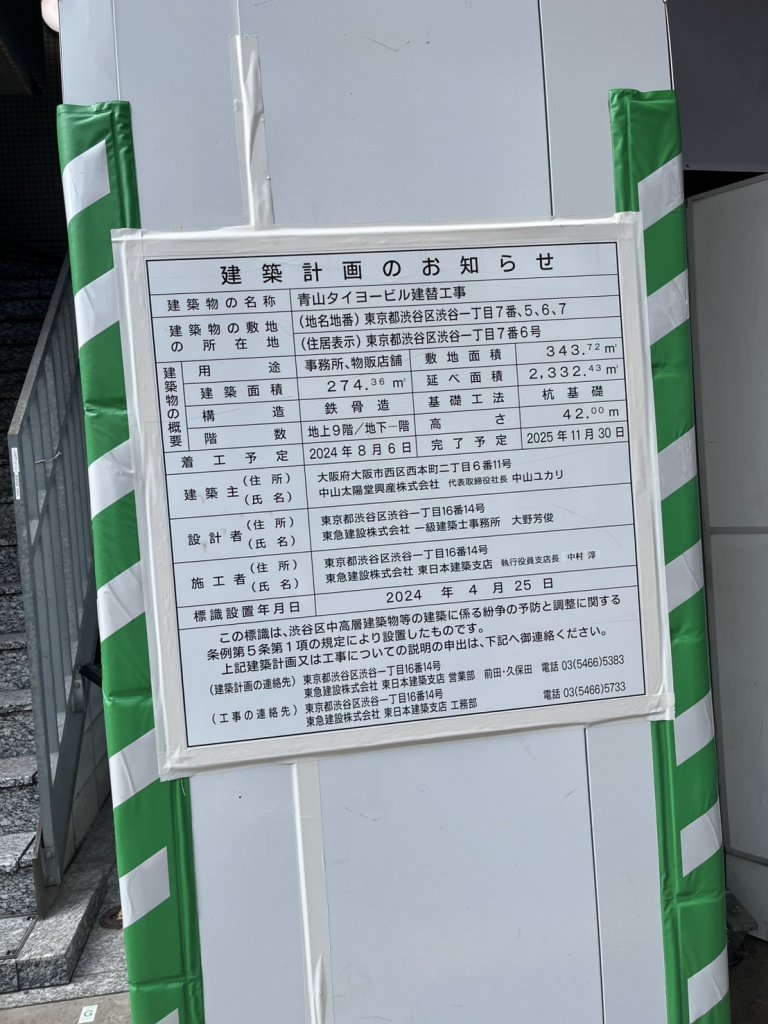 建築計画のお知らせ
建築物の名称 青山タイヨービル建替工事
建築物の敷地の所在地 (地名地番) 東京都渋谷区渋谷一丁目7番、5、6、7
(住居表示) 東京都渋谷区渋谷一丁目7番6号
建築物の概要 用途 事務所、物販店舗 敷地面積 343.72㎡
建築面積 274.36㎡ 延べ面積 2,332.43㎡
構造 鉄骨造 基礎工法 杭基礎
階数 地上9階/地下一階 高さ 42.00m
着工予定 2024年8月6日 完了予定 2025年11月30日
建築主 (住所) 大阪府大阪市西区西本町二丁目6番11号
(氏名) 中山太陽堂興産株式会社 代表取締役社長 中山ユカリ
設計者 (住所) 東京都渋谷区渋谷一丁目16番14号
(氏名) 東急建設株式会社 一級建築士事務所 大野芳俊
施工者 (住所) 東京都渋谷区渋谷一丁目16番14号
(氏名) 東急建設株式会社 東日本建築支店 執行役員支店長 中村 淳
標識設置年月日 2024年4月25日
この標識は、渋谷区中高層建築物等の建築に係る紛争の予防と調整に関する
条例第5条第1項の規定により設置したものです。
上記建築計画又は工事についての説明の申出は、下記へ御連絡ください。
(建築計画の連絡先) 東京都渋谷区渋谷一丁目16番14号
東急建設株式会社 東日本建築支店 営業部 前田・久保田 電話 03(5466)5383
(工事の連絡先) 東京都渋谷区渋谷一丁目16番14号
東急建設株式会社 東日本建築支店 工務部 電話 03(5466)5733